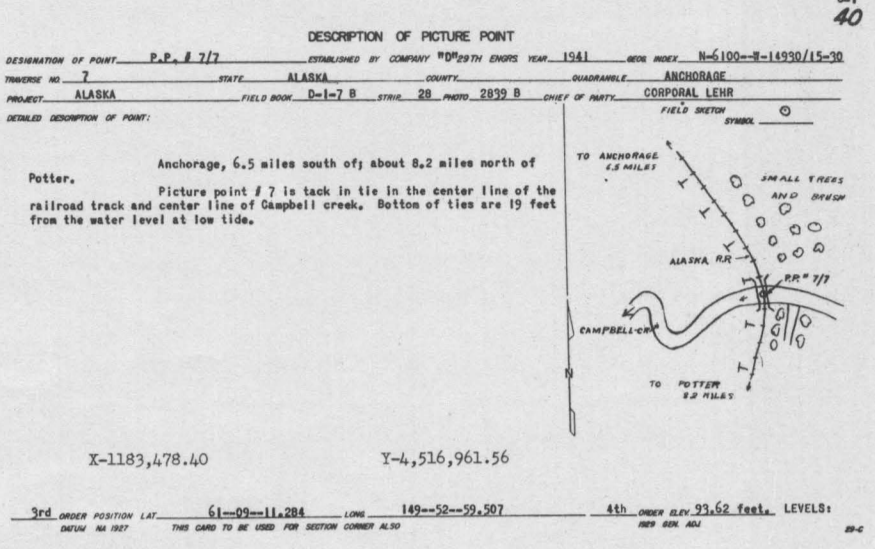 40
DESCRIPTION OF PICTURE POINT
DESIGNATION OF POINT P.P. # 7/7 ESTABLISHED BY COMPANY "D" 29TH ENGRS YEAR 1941 GEOG INDEX N-6100--W-14930/15-30
TRAVERSE NO 7 STATE ALASKA COUNTY QUADRANGLE ANCHORAGE
PROJECT ALASKA FIELD BOOK D-1-7 B STRIP 28 PHOTO 2839 B CHIEF OF PARTY CORPORAL LEHR
DETAILED DESCRIPTION OF POINT: FIELD SKETCH
SYMBOL
Anchorage, 6.5 miles south of; about 8.2 miles north of
Potter.
Picture point # 7 is tack in tie in the center line of the
railroad track and center line of Campbell creek. Bottom of ties are 19 feet
from the water level at low tide.
TO ANCHORAGE
6.5 MILES
SMALL TREES
AND BRUSH
ALASKA R.R
P.P. # 7/7
CAMPBELL-CK
N
TO POTTER
8.2 MILES
X-1183,478.40 Y-4,516,961.56
3rd ORDER POSITION LAT 61--09--11.284 LONG 149--52--59.507 4th ORDER ELEV 93.62 feet. LEVELS:
DATUM NA 1927 THIS CARD TO BE USED FOR SECTION CORNER ALSO 1929 GEN. ADJ 29-C